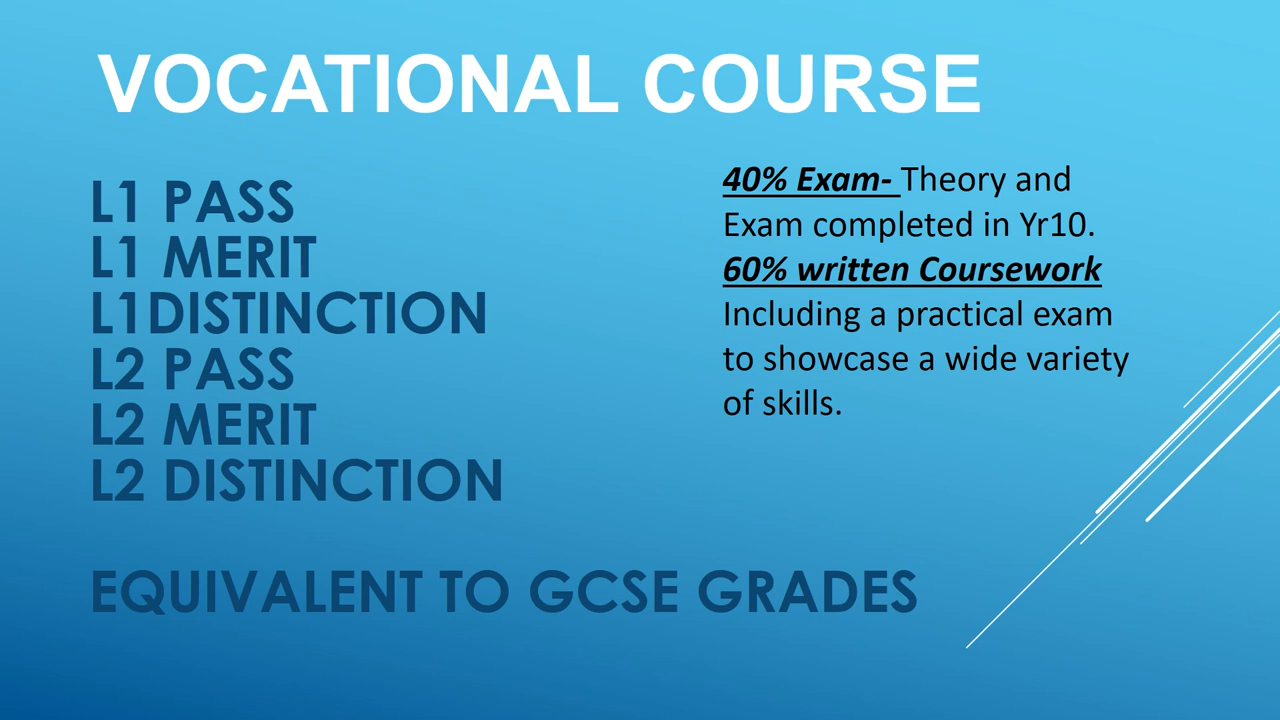 VOCATIONAL COURSE
L1 PASS
L1 MERIT
L1DISTINCTION
L2 PASS
L2 MERIT
L2 DISTINCTION
EQUIVALENT TO GCSE GRADES
40% Exam- Theory and
Exam completed in Yr10.
60% written Coursework
Including a practical exam
to showcase a wide variety
of skills.